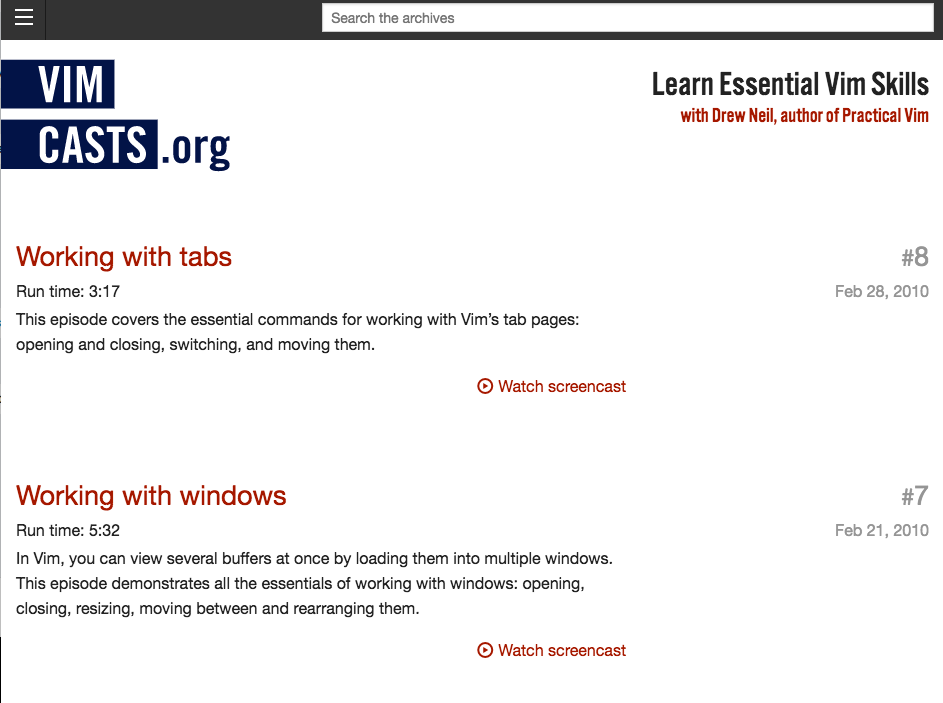 Search the archives
VIM
CASTS.org
Learn Essential Vim Skills
with Drew Neil, author of Practical Vim
Working with tabs
#8
Run time: 3:17
Feb 28, 2010
This episode covers the essential commands for working with Vim’s tab pages:
opening and closing, switching, and moving them.
Watch screencast
Working with windows
#7
Run time: 5:32
Feb 21, 2010
In Vim, you can view several buffers at once by loading them into multiple windows.
This episode demonstrates all the essentials of working with windows: opening,
closing, resizing, moving between and rearranging them.
Watch screencast